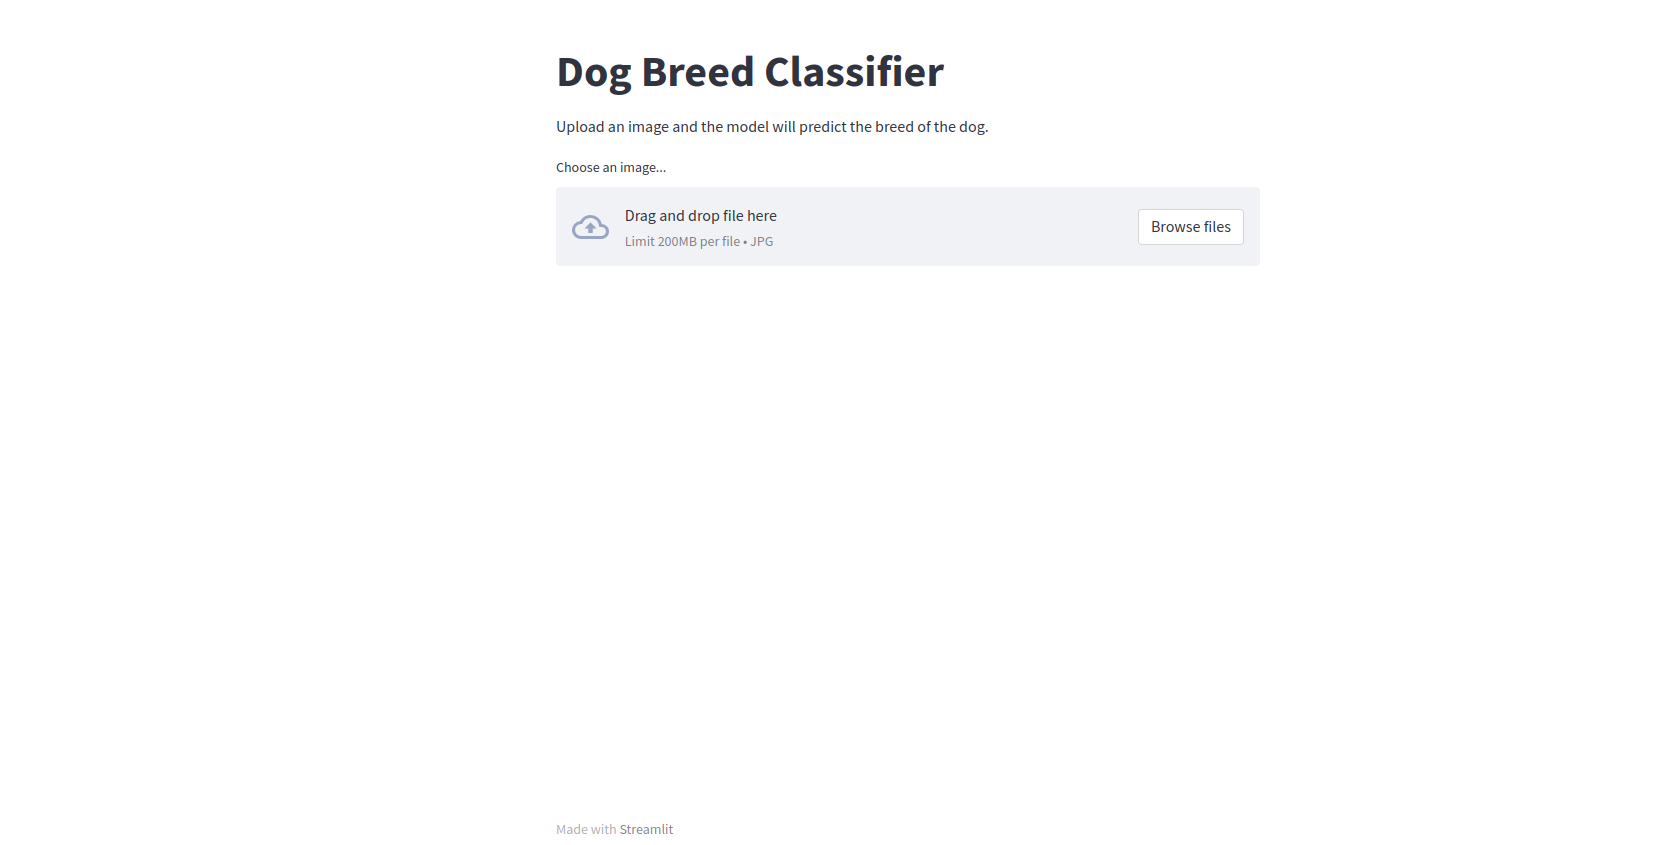 Dog Breed Classifier
Upload an image and the model will predict the breed of the dog.
Choose an image...
Drag and drop file here
Limit 200MB per file • JPG
Browse files
Made with Streamlit